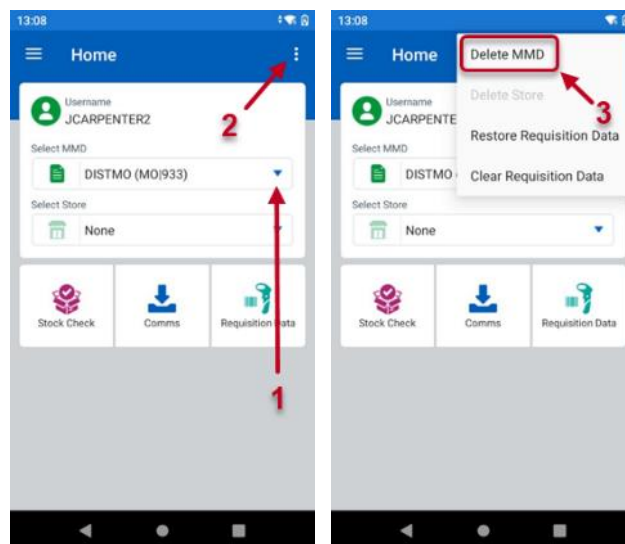 13:08
Home
Username
JCARPENTER2
2
Select MMD
DISTMO (MO|933)
Select Store
None
Stock Check
Comms
Requisition Data
1
13:08
Home
Delete MMD
Delete Store
3
Restore Requisition Data
Clear Requisition Data
Username
JCARPENTE
Select MMD
DISTMO
Select Store
None
Stock Check
Comms
Requisition Data